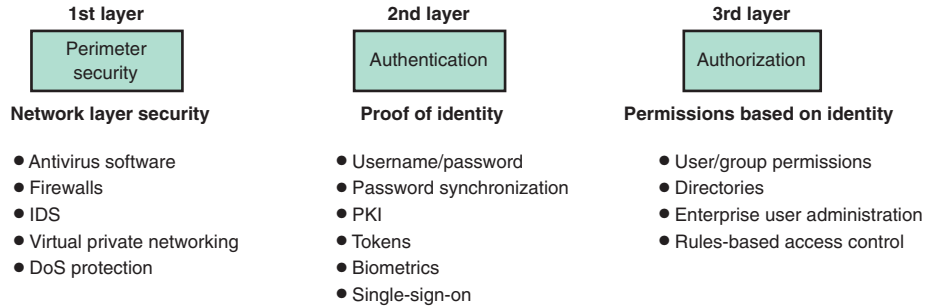 1st layer
Perimeter
security
Network layer security
● Antivirus software
● Firewalls
● IDS
● Virtual private networking
● DoS protection
2nd layer
Authentication
Proof of identity
● Username/password
● Password synchronization
● PKI
● Tokens
● Biometrics
● Single-sign-on
3rd layer
Authorization
Permissions based on identity
● User/group permissions
● Directories
● Enterprise user administration
● Rules-based access control